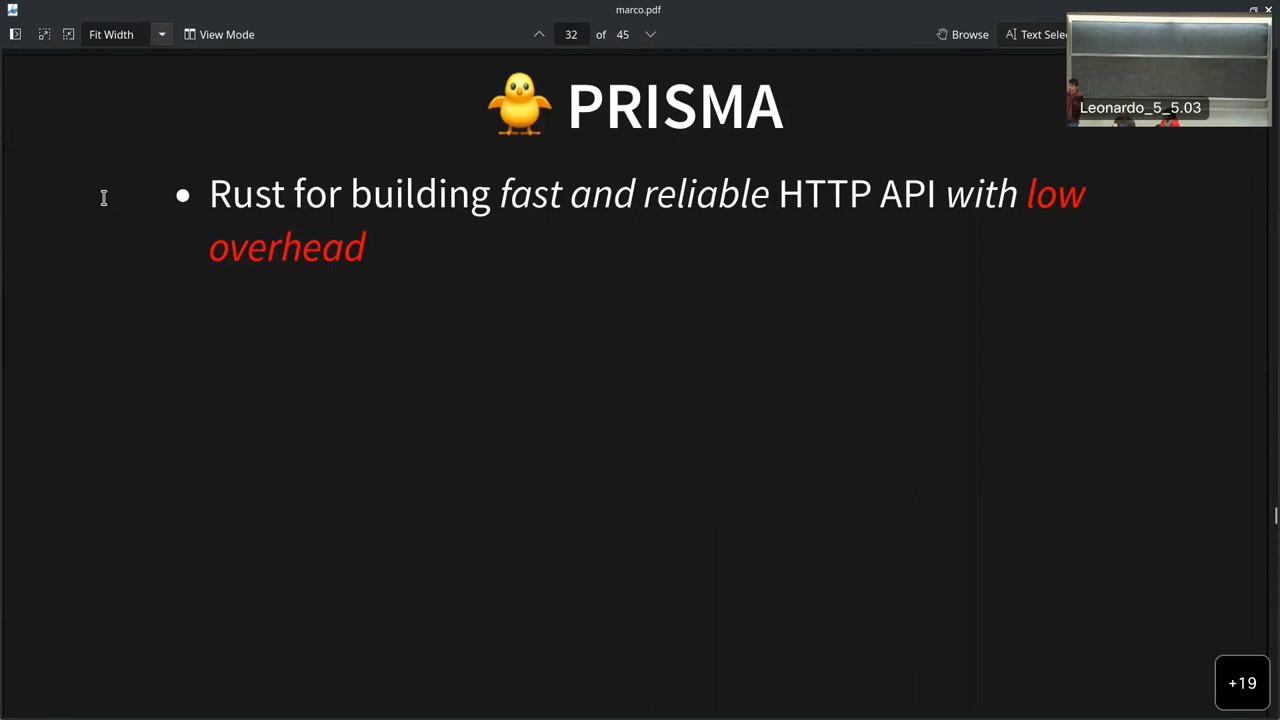 marco.pdf
Fit Width
32 of 45
View Mode
Browse
Text Selec
Leonardo_5_5.03
PRISMA
• Rust for building fast and reliable HTTP API with low
overhead
+19